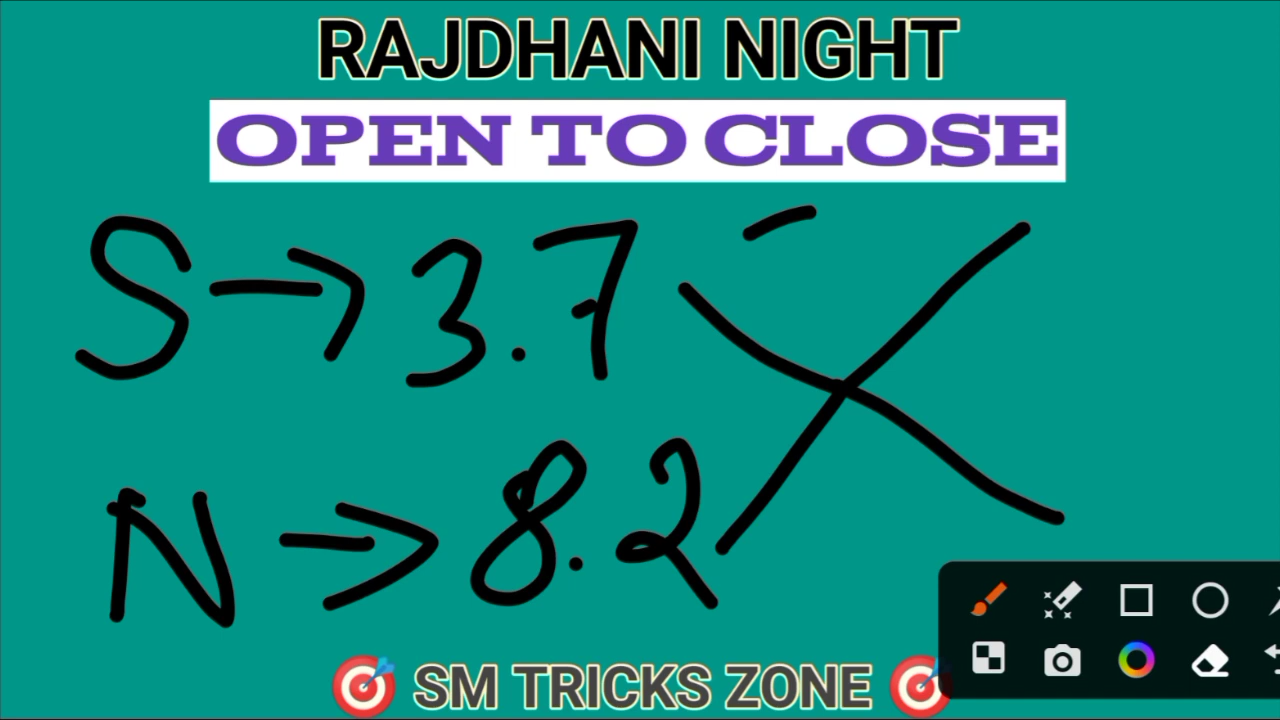 RAJDHANI NIGHT
OPEN TO CLOSE
S → 3.7
N → 8.2
🎯 SM TRICKS ZONE 🎯